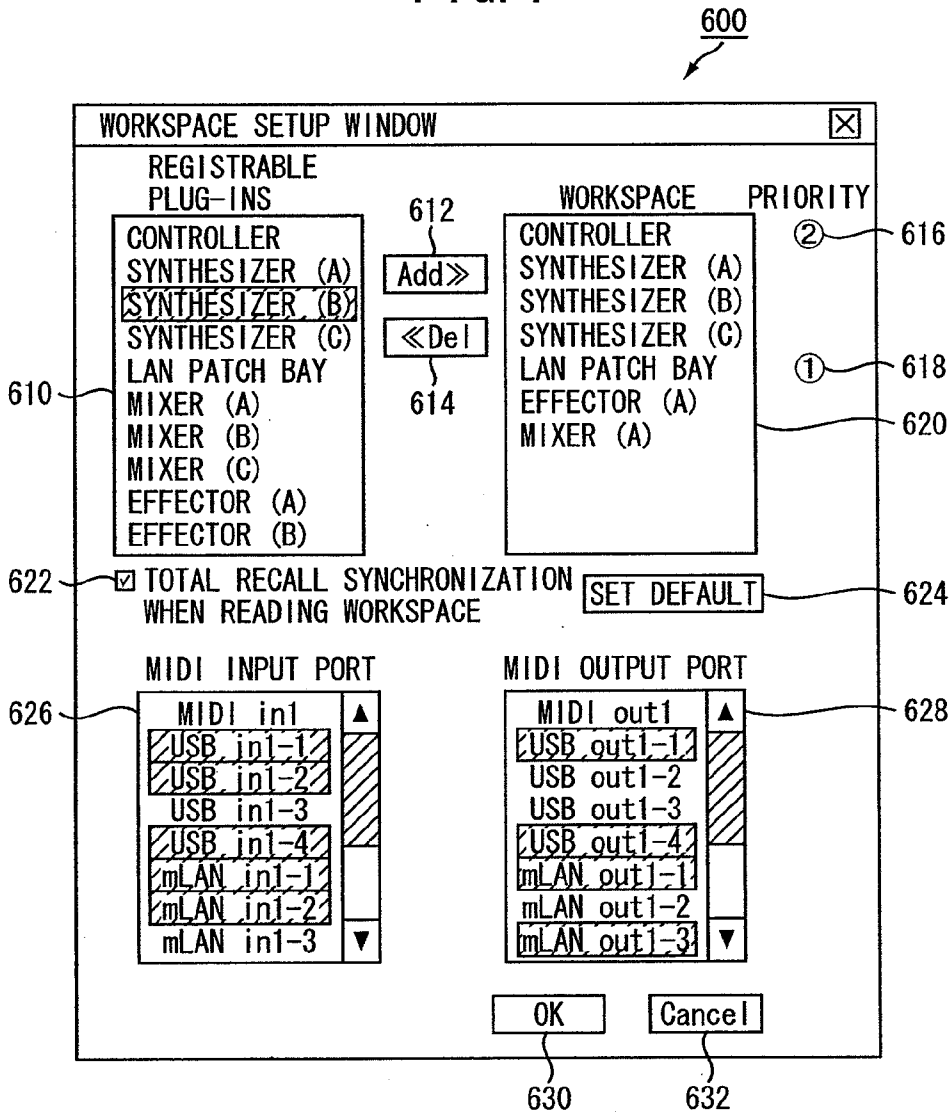 600
WORKSPACE SETUP WINDOW
REGISTRABLE
PLUG-INS
612
WORKSPACE
PRIORITY
CONTROLLER
SYNTHESIZER (A)
SYNTHESIZER (B)
SYNTHESIZER (C)
LAN PATCH BAY
MIXER (A)
MIXER (B)
MIXER (C)
EFFECTOR (A)
EFFECTOR (B)
610
Add≫
≪Del
614
CONTROLLER
SYNTHESIZER (A)
SYNTHESIZER (B)
SYNTHESIZER (C)
LAN PATCH BAY
EFFECTOR (A)
MIXER (A)
② 616
① 618
620
622
☑ TOTAL RECALL SYNCHRONIZATION
WHEN READING WORKSPACE
SET DEFAULT
624
MIDI INPUT PORT
626
MIDI in1
USB in1-1
USB in1-2
USB in1-3
USB in1-4
mLAN in1-1
mLAN in1-2
mLAN in1-3
MIDI OUTPUT PORT
628
MIDI out1
USB out1-1
USB out1-2
USB out1-3
USB out1-4
mLAN out1-1
mLAN out1-2
mLAN out1-3
OK
Cancel
630
632